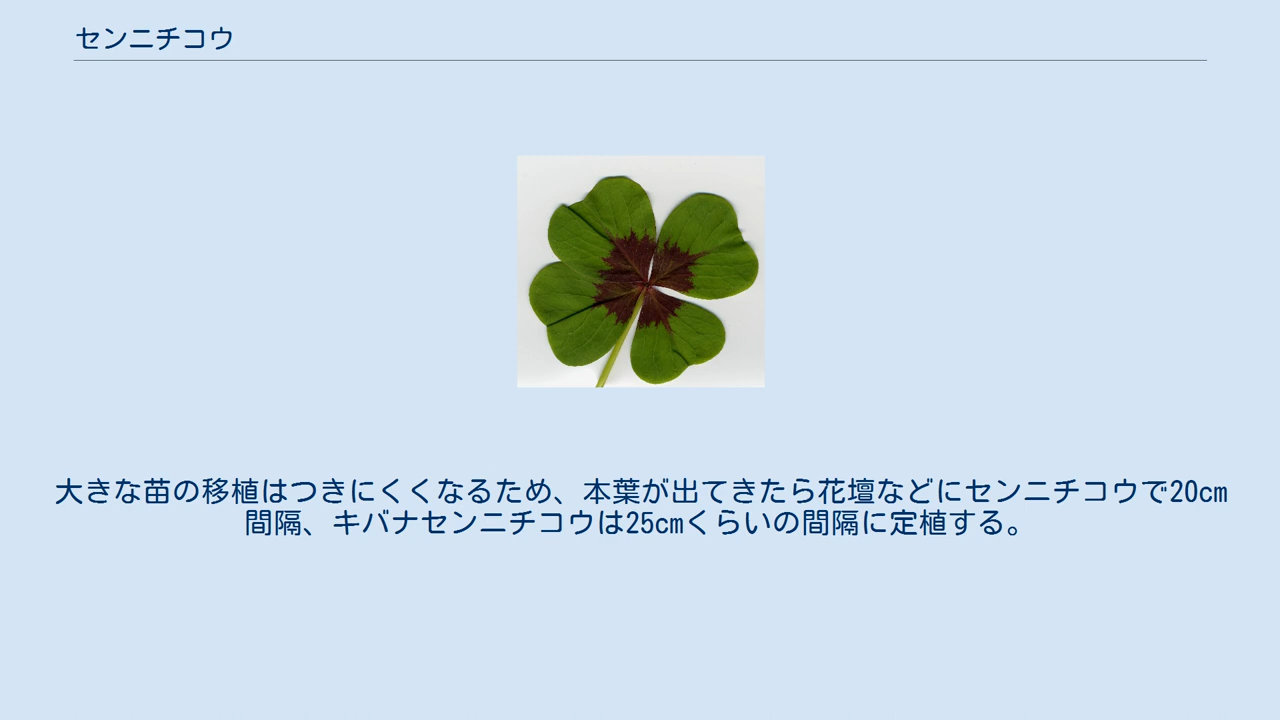 センニチコウ
大きな苗の移植はつきにくくなるため、本葉が出てきたら花壇などにセンニチコウで20cm
間隔、キバナセンニチコウは25cmくらいの間隔に定植する。